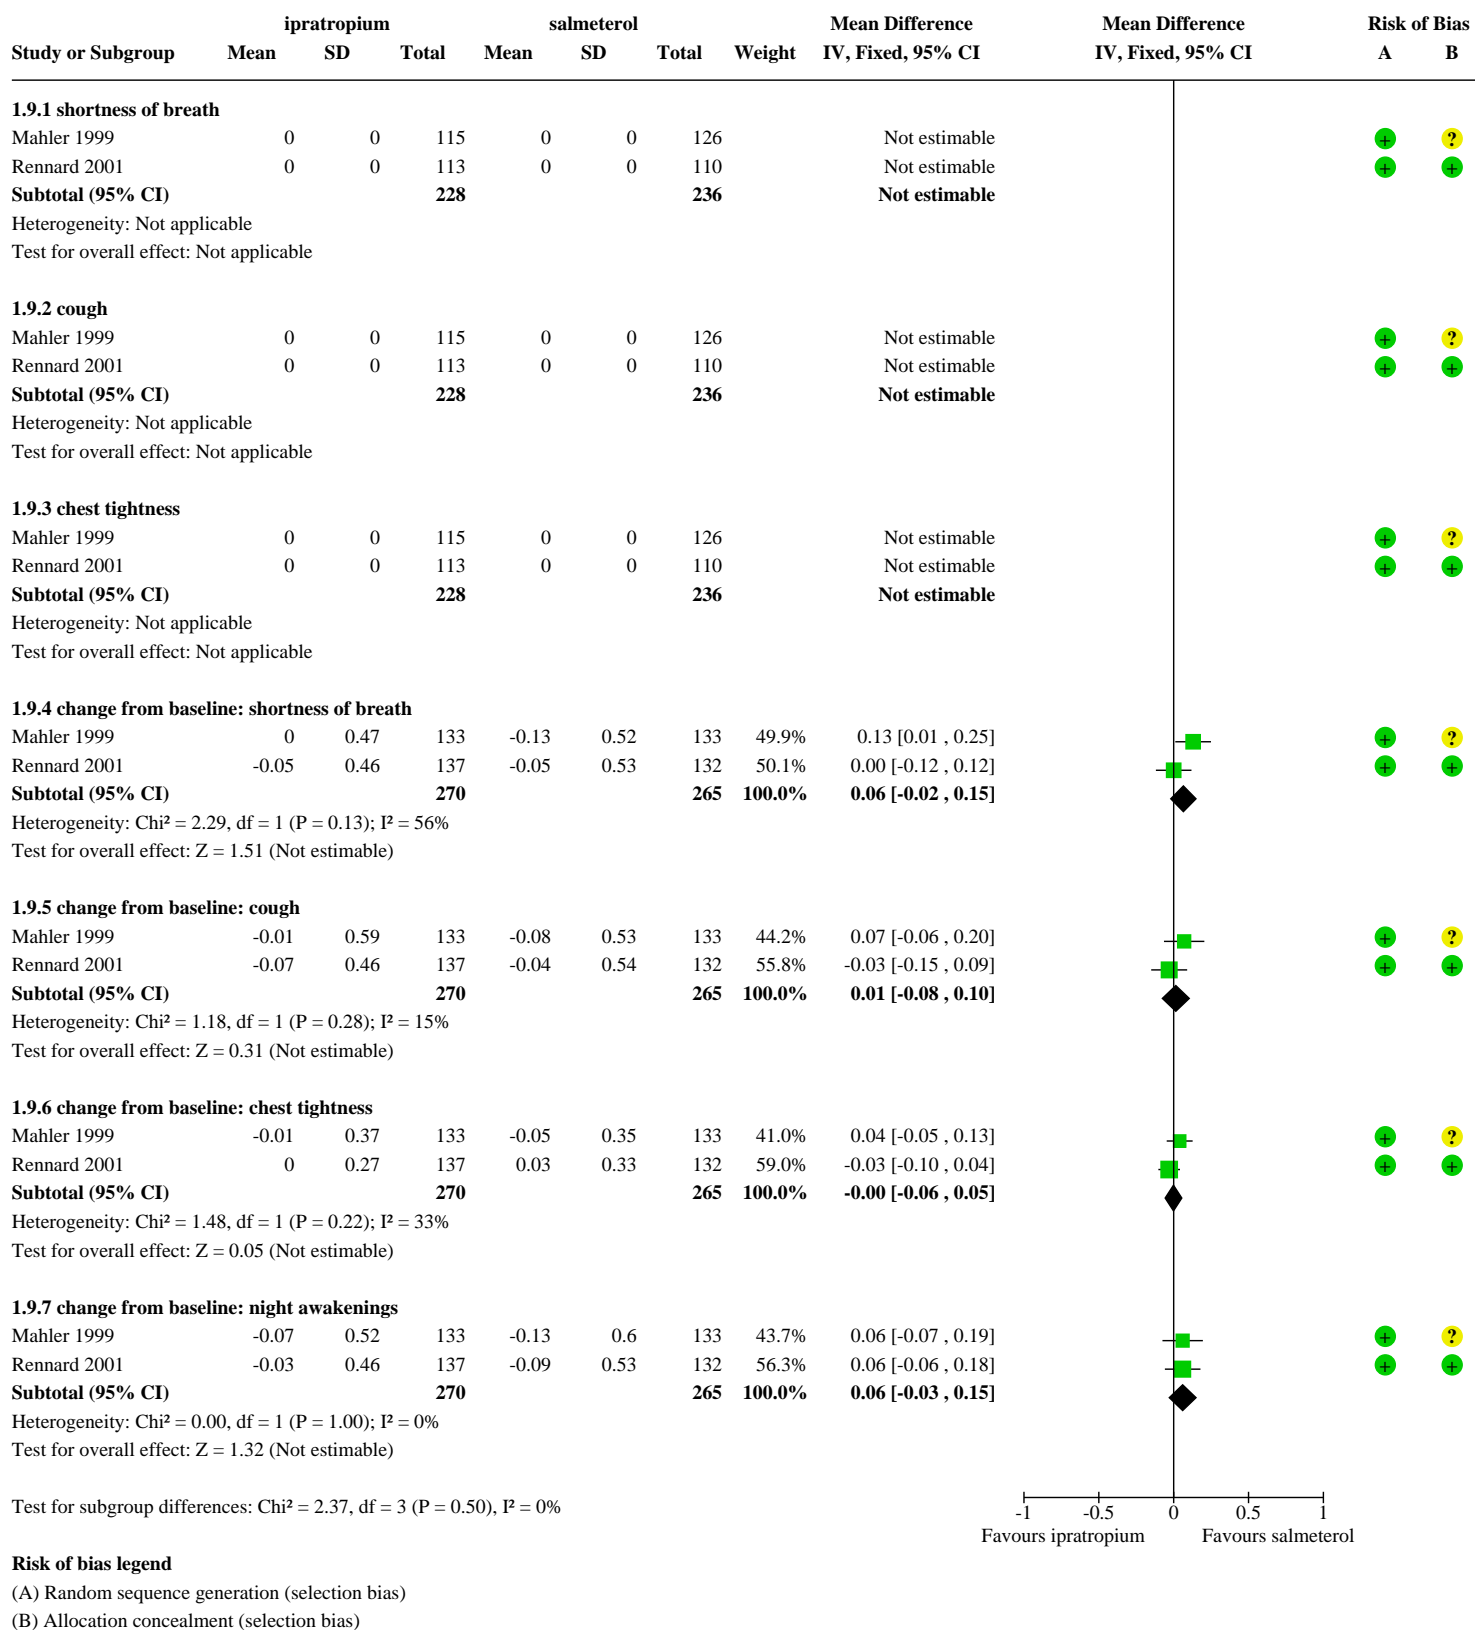 ipratropium salmeterol Mean Difference Mean Difference Risk of Bias
Study or Subgroup Mean SD Total Mean SD Total Weight IV, Fixed, 95% CI IV, Fixed, 95% CI A B
1.9.1 shortness of breath
Mahler 1999 0 0 115 0 0 126 Not estimable + ?
Rennard 2001 0 0 113 0 0 110 Not estimable + +
Subtotal (95% CI) 228 236 Not estimable
Heterogeneity: Not applicable
Test for overall effect: Not applicable
1.9.2 cough
Mahler 1999 0 0 115 0 0 126 Not estimable + ?
Rennard 2001 0 0 113 0 0 110 Not estimable + +
Subtotal (95% CI) 228 236 Not estimable
Heterogeneity: Not applicable
Test for overall effect: Not applicable
1.9.3 chest tightness
Mahler 1999 0 0 115 0 0 126 Not estimable + ?
Rennard 2001 0 0 113 0 0 110 Not estimable + +
Subtotal (95% CI) 228 236 Not estimable
Heterogeneity: Not applicable
Test for overall effect: Not applicable
1.9.4 change from baseline: shortness of breath
Mahler 1999 0 0.47 133 -0.13 0.52 133 49.9% 0.13 [0.01 , 0.25] + ?
Rennard 2001 -0.05 0.46 137 -0.05 0.53 132 50.1% 0.00 [-0.12 , 0.12] + +
Subtotal (95% CI) 270 265 100.0% 0.06 [-0.02 , 0.15]
Heterogeneity: Chi² = 2.29, df = 1 (P = 0.13); I² = 56%
Test for overall effect: Z = 1.51 (Not estimable)
1.9.5 change from baseline: cough
Mahler 1999 -0.01 0.59 133 -0.08 0.53 133 44.2% 0.07 [-0.06 , 0.20] + ?
Rennard 2001 -0.07 0.46 137 -0.04 0.54 132 55.8% -0.03 [-0.15 , 0.09] + +
Subtotal (95% CI) 270 265 100.0% 0.01 [-0.08 , 0.10]
Heterogeneity: Chi² = 1.18, df = 1 (P = 0.28); I² = 15%
Test for overall effect: Z = 0.31 (Not estimable)
1.9.6 change from baseline: chest tightness
Mahler 1999 -0.01 0.37 133 -0.05 0.35 133 41.0% 0.04 [-0.05 , 0.13] + ?
Rennard 2001 0 0.27 137 0.03 0.33 132 59.0% -0.03 [-0.10 , 0.04] + +
Subtotal (95% CI) 270 265 100.0% -0.00 [-0.06 , 0.05]
Heterogeneity: Chi² = 1.48, df = 1 (P = 0.22); I² = 33%
Test for overall effect: Z = 0.05 (Not estimable)
1.9.7 change from baseline: night awakenings
Mahler 1999 -0.07 0.52 133 -0.13 0.6 133 43.7% 0.06 [-0.07 , 0.19] + ?
Rennard 2001 -0.03 0.46 137 -0.09 0.53 132 56.3% 0.06 [-0.06 , 0.18] + +
Subtotal (95% CI) 270 265 100.0% 0.06 [-0.03 , 0.15]
Heterogeneity: Chi² = 0.00, df = 1 (P = 1.00); I² = 0%
Test for overall effect: Z = 1.32 (Not estimable)
Test for subgroup differences: Chi² = 2.37, df = 3 (P = 0.50), I² = 0%
-1 -0.5 0 0.5 1
Favours ipratropium Favours salmeterol
Risk of bias legend
(A) Random sequence generation (selection bias)
(B) Allocation concealment (selection bias)